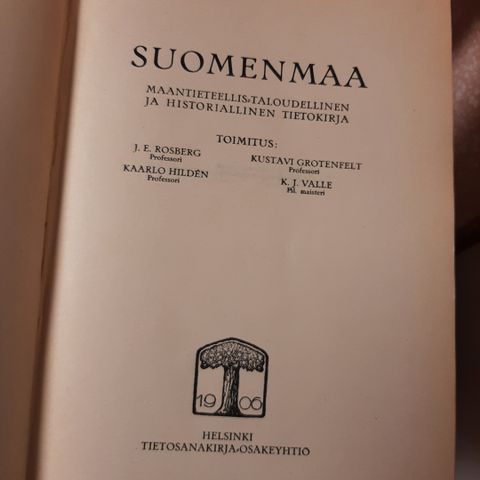 SUOMENMAA
MAANTIETEELLIS-TALOUDELLINEN
JA HISTORIALLINEN TIETOKIRJA
TOIMITUS:
J. E. ROSBERG
Professori
KUSTAVI GROTENFELT
Professori
KAARLO HILDÉN
Professori
K. J. VALLE
Fil. maisteri
19 06
HELSINKI
TIETOSANAKIRJA-OSAKEYHTIÖ